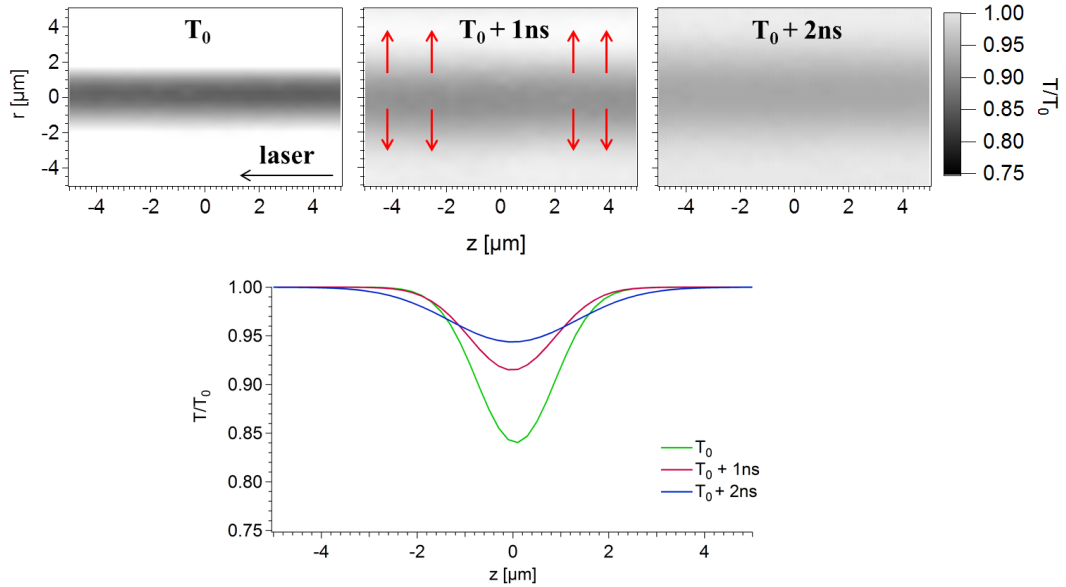 T₀
T₀ + 1ns
T₀ + 2ns
laser
r [µm]
4
2
0
-2
-4
-4 -2 0 2 4
-4 -2 0 2 4
-4 -2 0 2 4
z [µm]
1.00
0.95
0.90
0.85
0.80
0.75
T/T₀
T/T₀
1.00
0.95
0.90
0.85
0.80
0.75
-4 -2 0 2 4
z [µm]
T₀
T₀ + 1ns
T₀ + 2ns